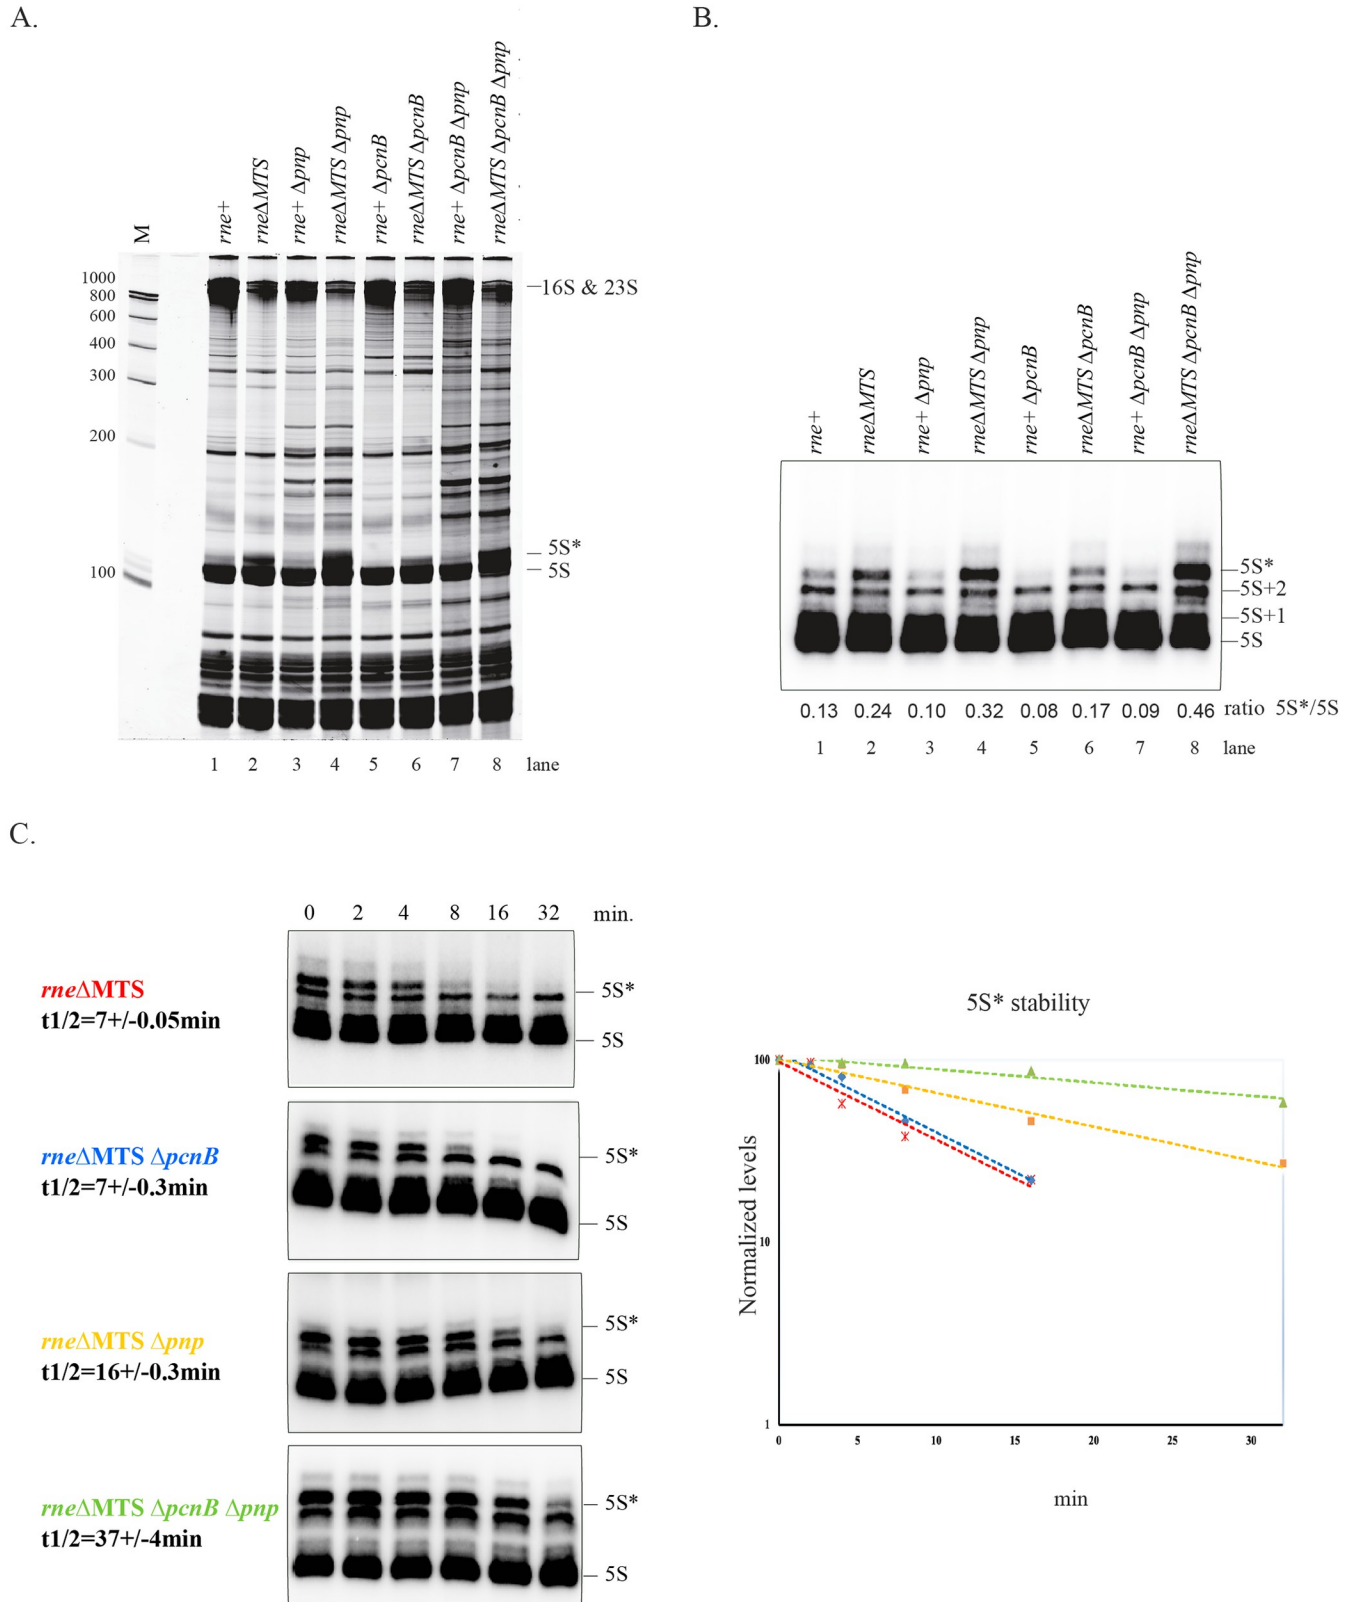 A.
M
rne+
rneΔMTS
rne+ Δpnp
rneΔMTS Δpnp
rne+ ΔpcnB
rneΔMTS ΔpcnB
rne+ ΔpcnB Δpnp
rneΔMTS ΔpcnB Δpnp
1000
800
600
400
300
200
100
16S & 23S
5S*
5S
1 2 3 4 5 6 7 8 lane
B.
rne+
rneΔMTS
rne+ Δpnp
rneΔMTS Δpnp
rne+ ΔpcnB
rneΔMTS ΔpcnB
rne+ ΔpcnB Δpnp
rneΔMTS ΔpcnB Δpnp
5S*
5S+2
5S+1
5S
0.13 0.24 0.10 0.32 0.08 0.17 0.09 0.46 ratio 5S*/5S
1 2 3 4 5 6 7 8 lane
C.
0 2 4 8 16 32 min.
rneΔMTS
t1/2=7+/-0.05min
5S*
5S
rneΔMTS ΔpcnB
t1/2=7+/-0.3min
5S*
5S
rneΔMTS Δpnp
t1/2=16+/-0.3min
5S*
5S
rneΔMTS ΔpcnB Δpnp
t1/2=37+/-4min
5S*
5S
5S* stability
Normalized levels
100
10
1
0 5 10 15 20 25 30
min